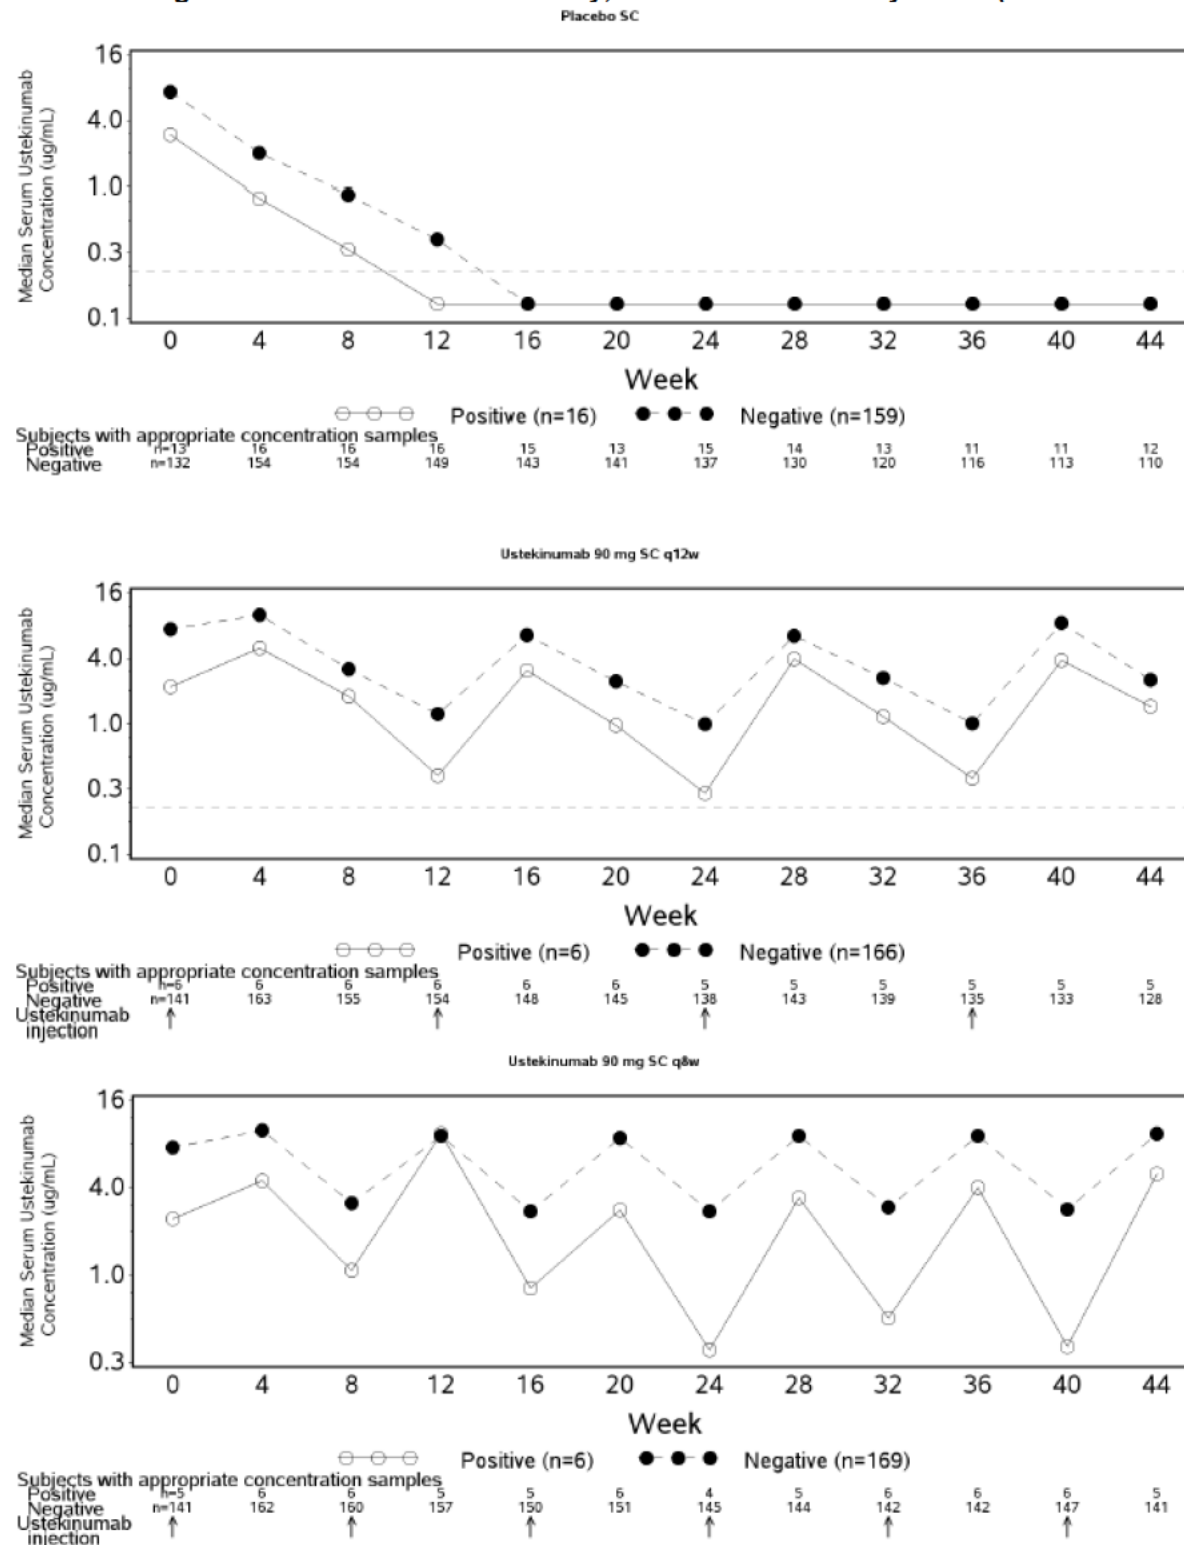 Placebo SC
Median Serum Ustekinumab
Concentration (ug/mL)
16
4.0
1.0
0.3
0.1
0 4 8 12 16 20 24 28 32 36 40 44
Week
Positive (n=16) Negative (n=159)
Subjects with appropriate concentration samples
Positive n=13 16 16 16 15 13 15 14 13 11 11 12
Negative n=132 154 154 149 143 141 137 130 120 116 113 110
Ustekinumab 90 mg SC q12w
Median Serum Ustekinumab
Concentration (ug/mL)
16
4.0
1.0
0.3
0.1
0 4 8 12 16 20 24 28 32 36 40 44
Week
Positive (n=6) Negative (n=166)
Subjects with appropriate concentration samples
Positive n=6 6 6 6 6 6 5 5 5 5 5 5
Negative n=141 163 155 154 148 145 138 143 139 135 133 128
Ustekinumab
injection
Ustekinumab 90 mg SC q8w
Median Serum Ustekinumab
Concentration (ug/mL)
16
4.0
1.0
0.3
0 4 8 12 16 20 24 28 32 36 40 44
Week
Positive (n=6) Negative (n=169)
Subjects with appropriate concentration samples
Positive n=5 6 6 5 5 6 4 5 6 6 6 5
Negative n=141 162 160 157 150 151 145 144 142 142 147 141
Ustekinumab
injection